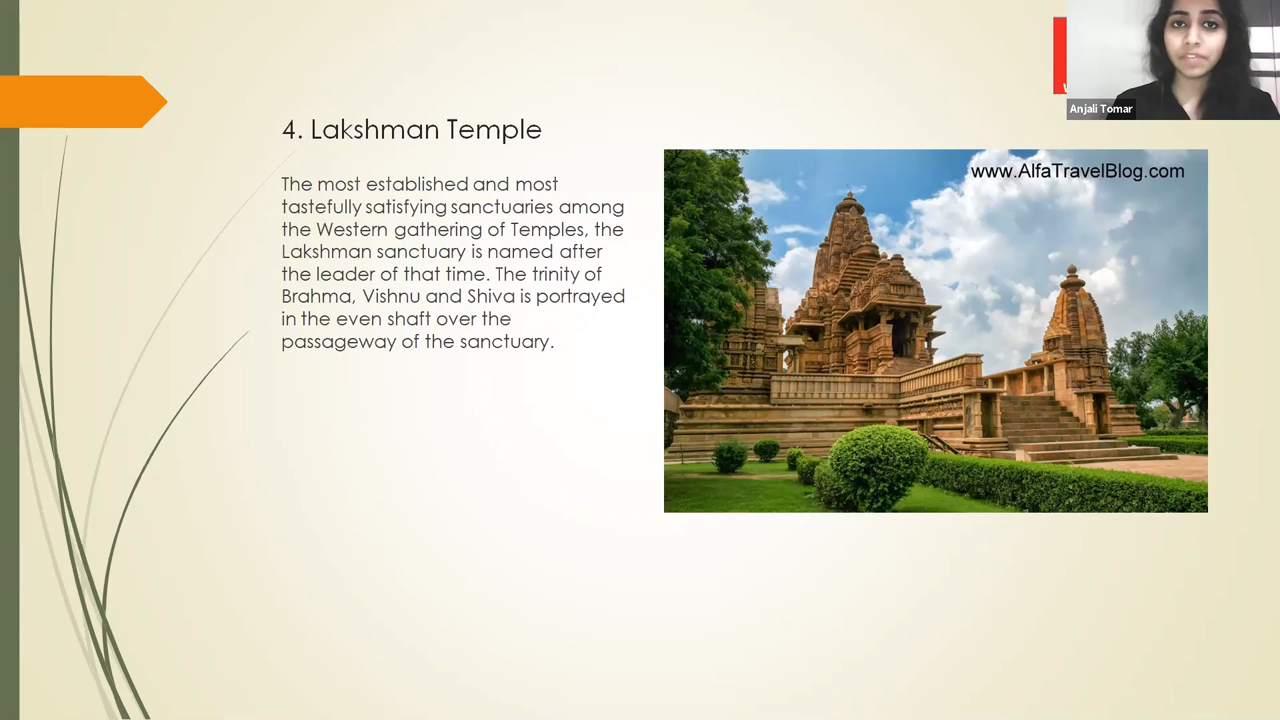 Anjali Tomar
4. Lakshman Temple
The most established and most
tastefully satisfying sanctuaries among
the Western gathering of Temples, the
Lakshman sanctuary is named after
the leader of that time. The trinity of
Brahma, Vishnu and Shiva is portrayed
in the even shaft over the
passageway of the sanctuary.
www.AlfaTravelBlog.com